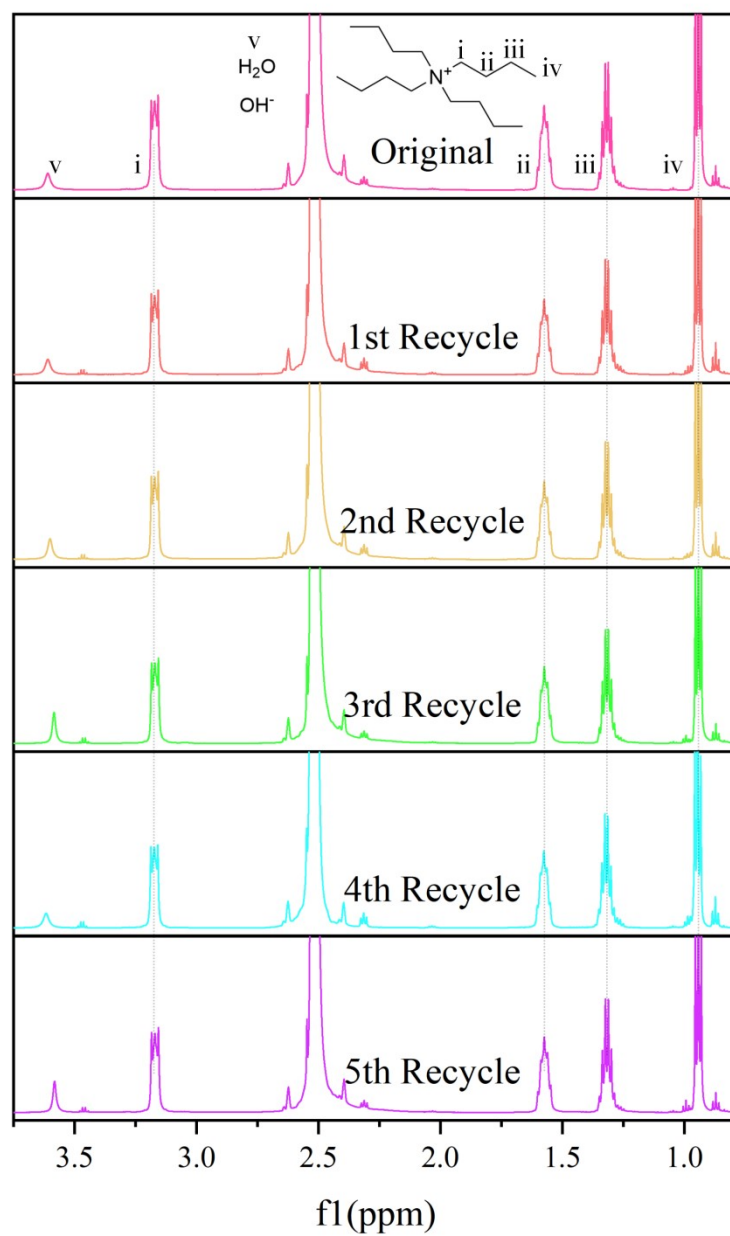 v
H₂O
OH⁻
i
ii
iii
iv
N⁺
Original
v
i
ii
iii
iv
1st Recycle
2nd Recycle
3rd Recycle
4th Recycle
5th Recycle
3.5 3.0 2.5 2.0 1.5 1.0
f1(ppm)